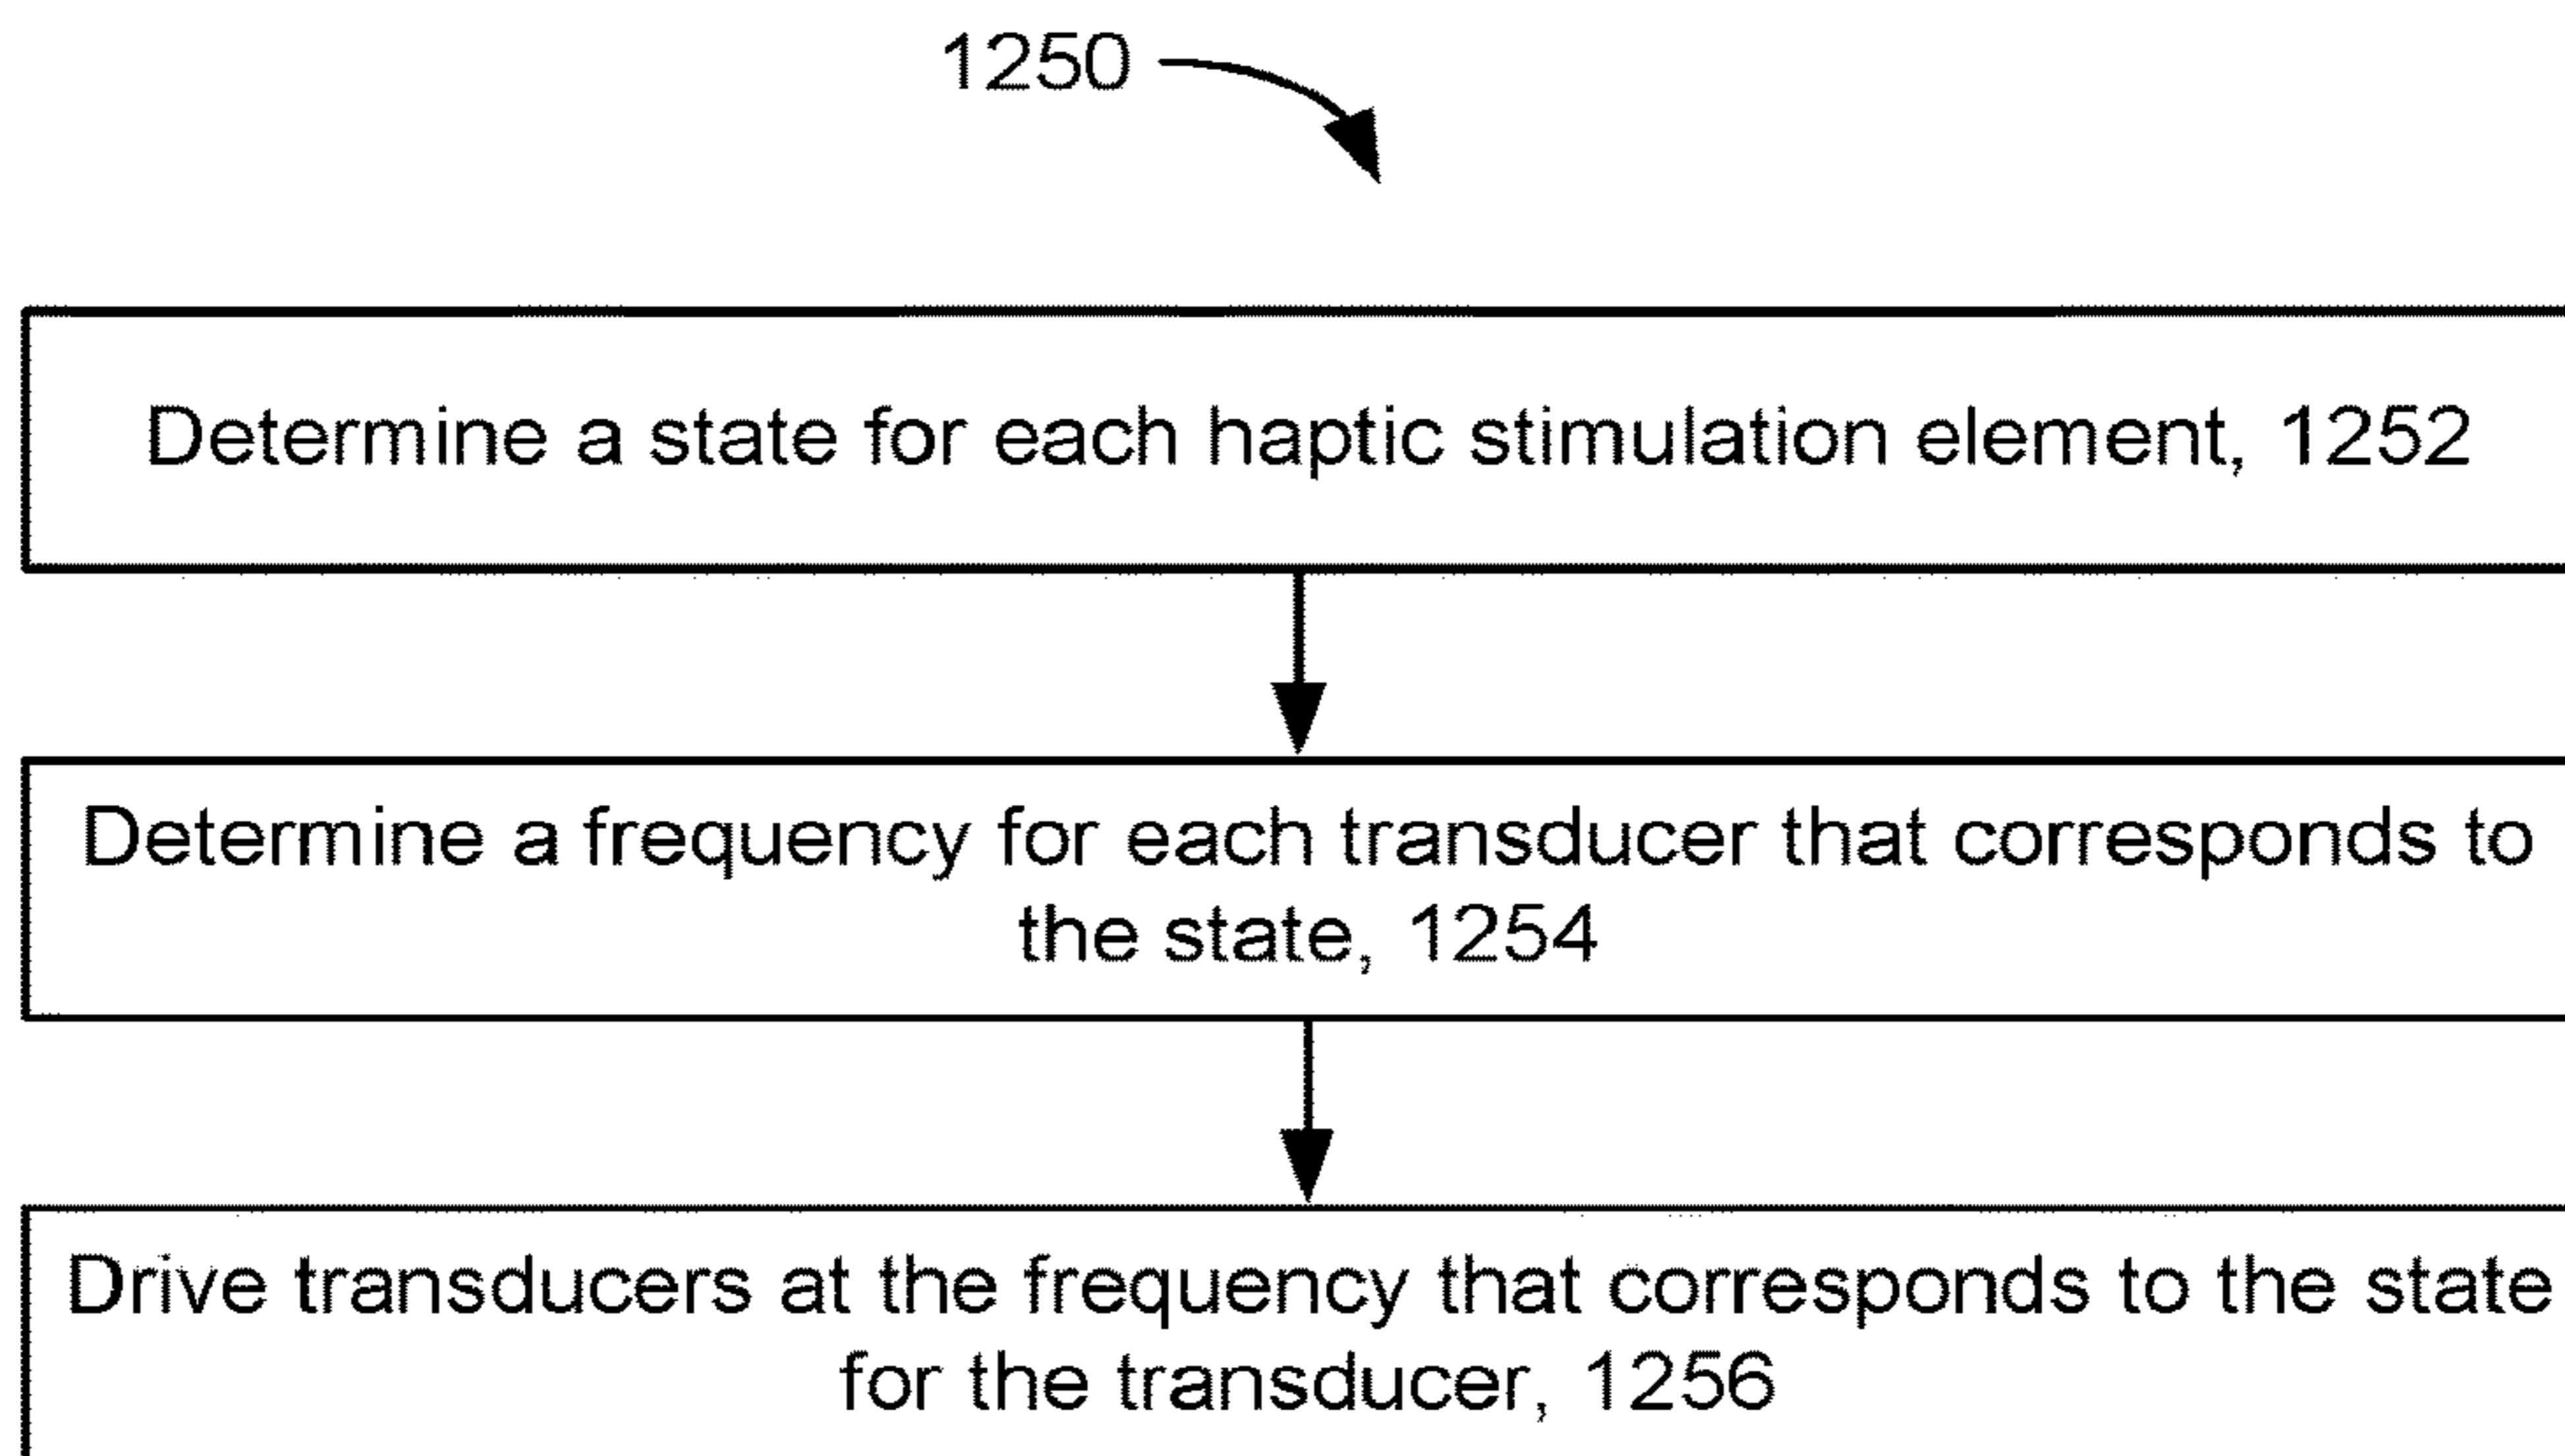 1250
Determine a state for each haptic stimulation element, 1252
Determine a frequency for each transducer that corresponds to
the state, 1254
Drive transducers at the frequency that corresponds to the state
for the transducer, 1256